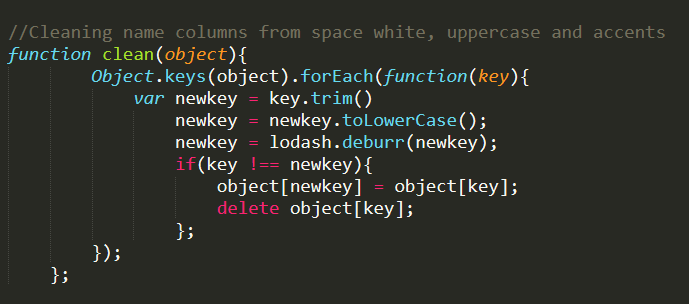 //Cleaning name columns from space white, uppercase and accents
function clean(object){
        Object.keys(object).forEach(function(key){
            var newkey = key.trim()
                newkey = newkey.toLowerCase();
                newkey = lodash.deburr(newkey);
                if(key !== newkey){
                    object[newkey] = object[key];
                    delete object[key];
                };
        });
    };